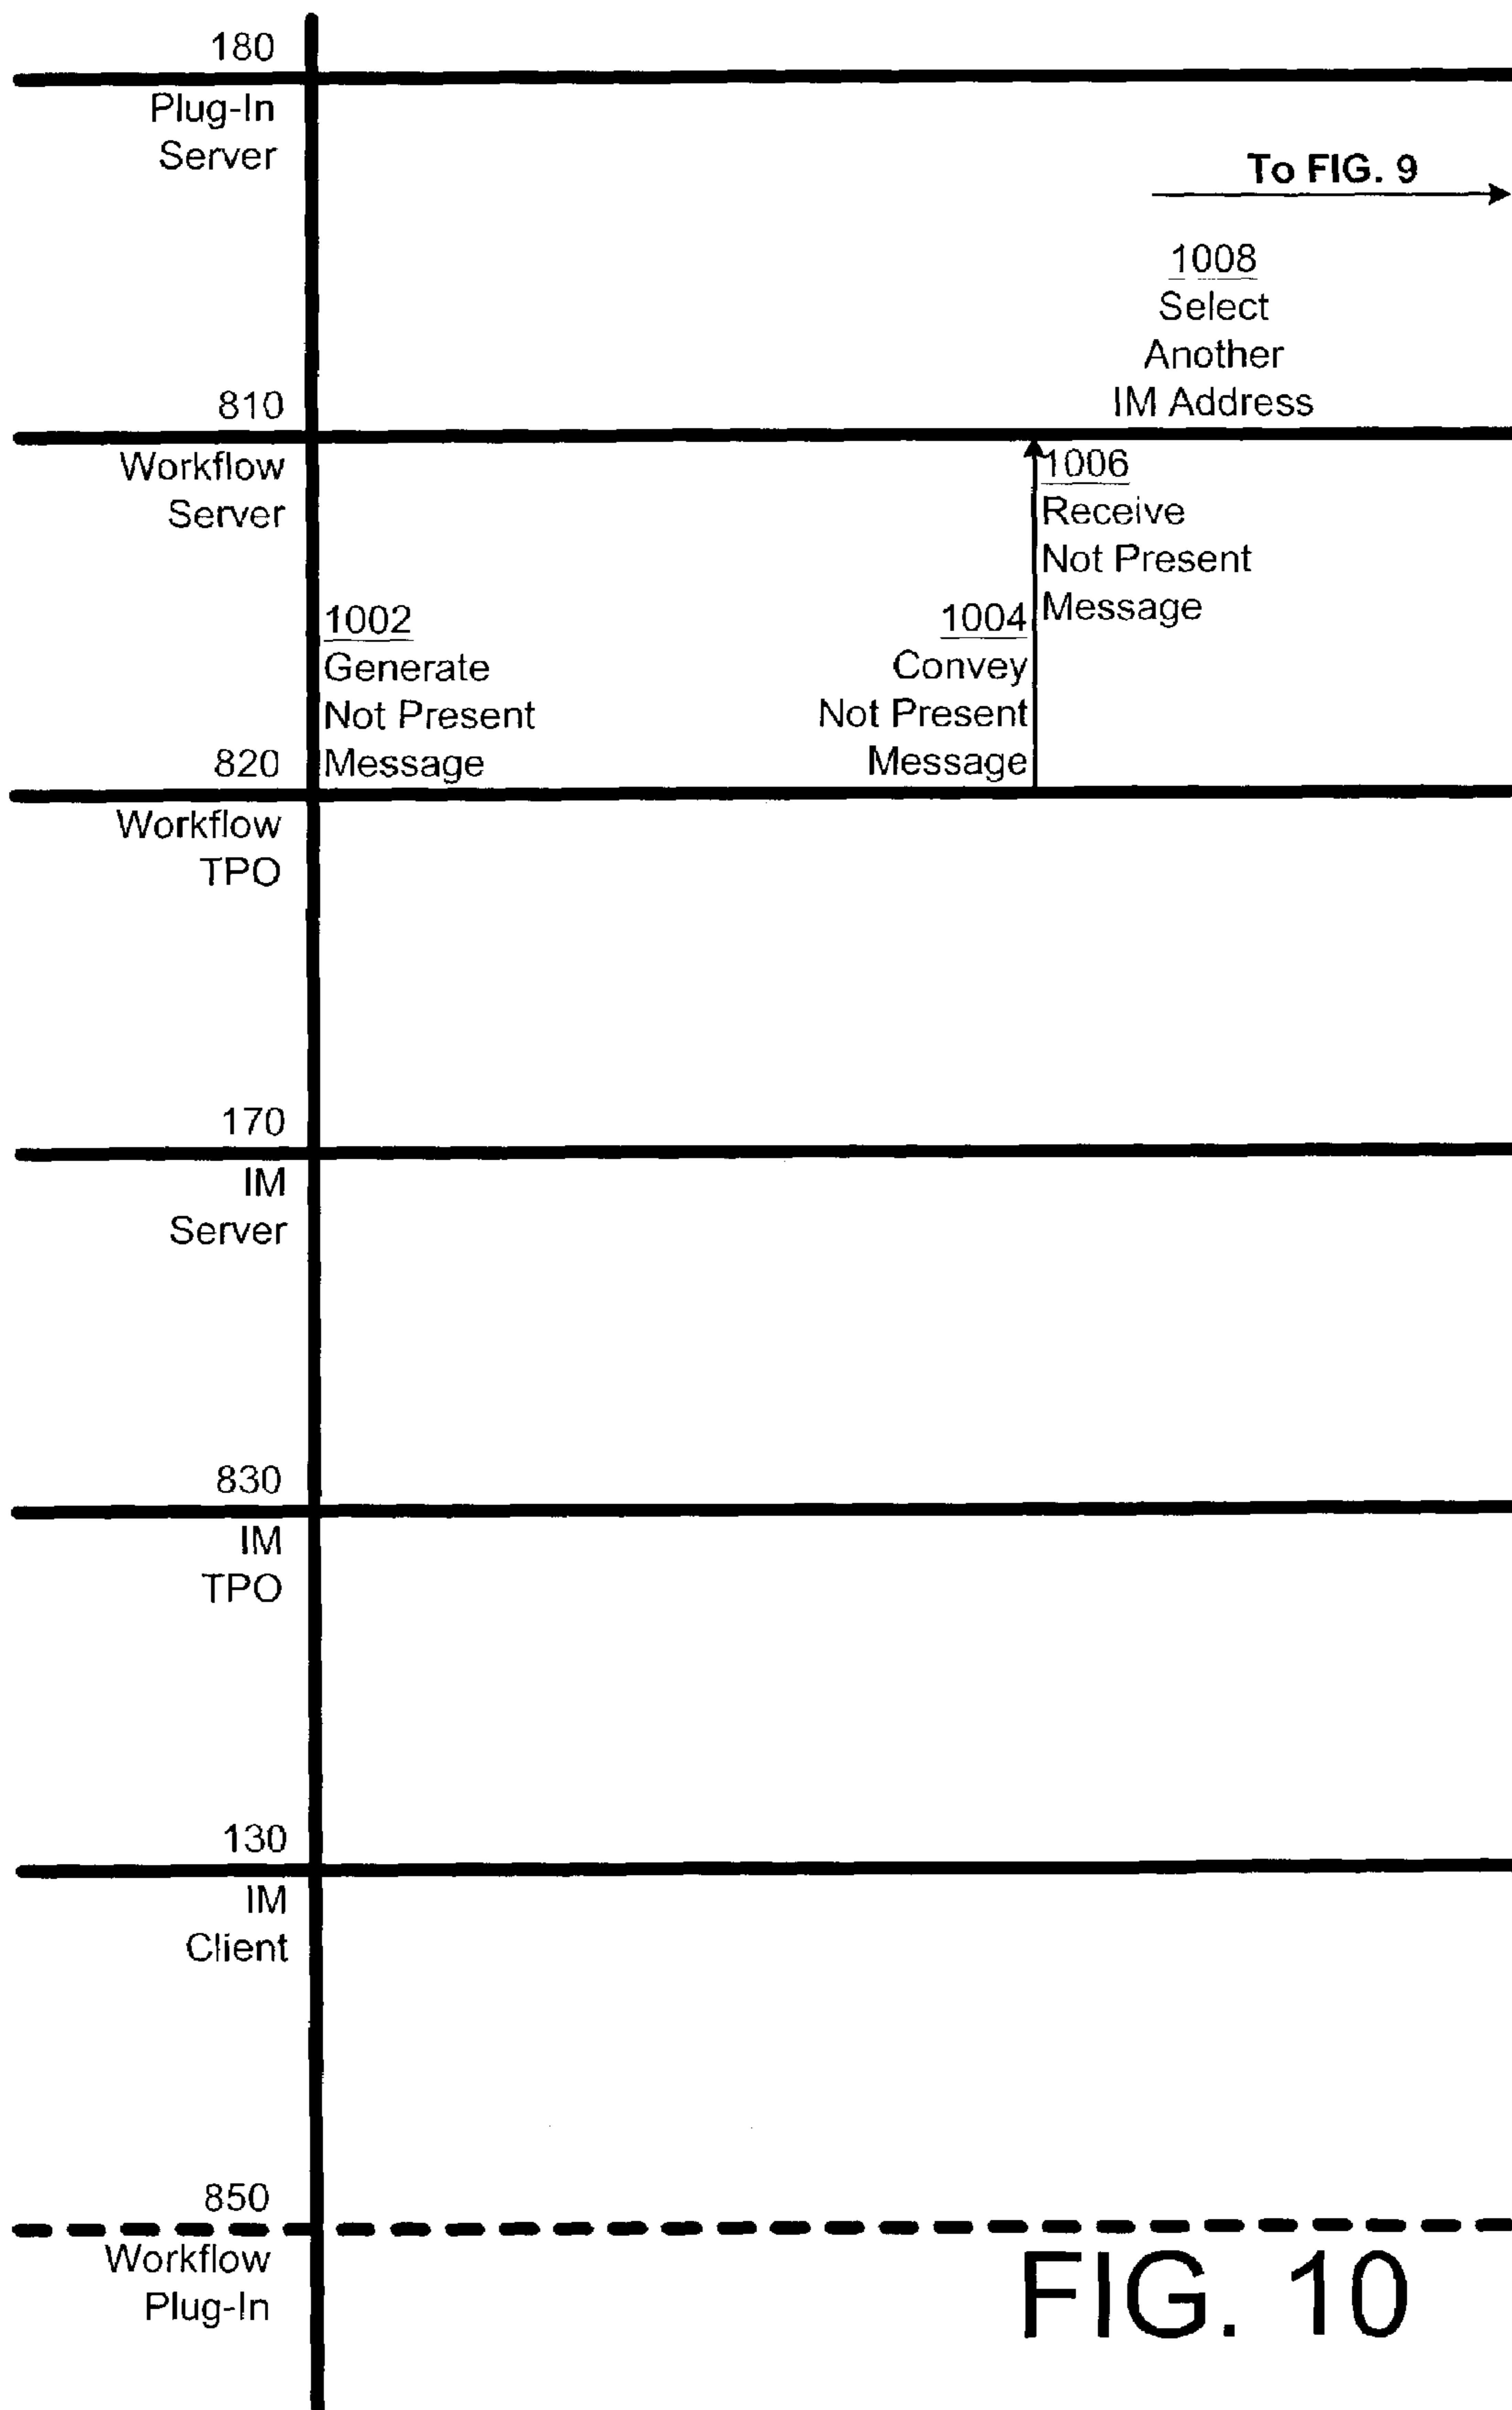 180
Plug-In
Server
To FIG. 9
1008
Select
Another
IM Address
810
Workflow
Server
1006
Receive
Not Present
Message
1002
Generate
Not Present
Message
1004
Convey
Not Present
Message
820
Workflow
TPO
170
IM
Server
830
IM
TPO
130
IM
Client
850
Workflow
Plug-In
FIG. 10